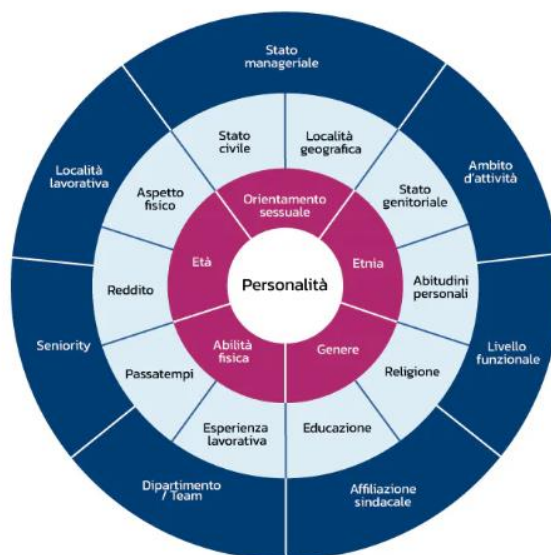 Stato
manageriale
Ambito
d'attività
Livello
funzionale
Affiliazione
sindacale
Dipartimento
/ Team
Seniority
Località
lavorativa
Stato
civile
Località
geografica
Stato
genitoriale
Abitudini
personali
Religione
Educazione
Esperienza
lavorativa
Passatempi
Reddito
Aspetto
fisico
Orientamento
sessuale
Etnia
Genere
Abilità
fisica
Età
Personalità